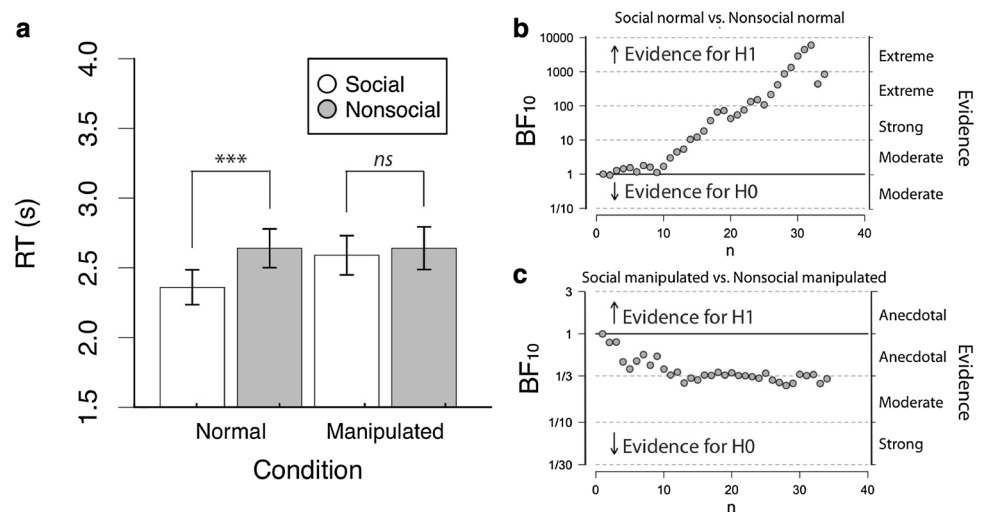 a
4.0
3.5
3.0
2.5
2.0
1.5
RT (s)
Social
Nonsocial
***
ns
Normal
Manipulated
Condition
b
Social normal vs. Nonsocial normal
10000
1000
100
10
1
1/10
BF10
↑ Evidence for H1
↓ Evidence for H0
Extreme
Extreme
Strong
Moderate
Moderate
Evidence
0
10
20
30
40
n
c
Social manipulated vs. Nonsocial manipulated
3
1
1/3
1/10
1/30
BF10
↑ Evidence for H1
↓ Evidence for H0
Anecdotal
Anecdotal
Moderate
Strong
Evidence
0
10
20
30
40
n